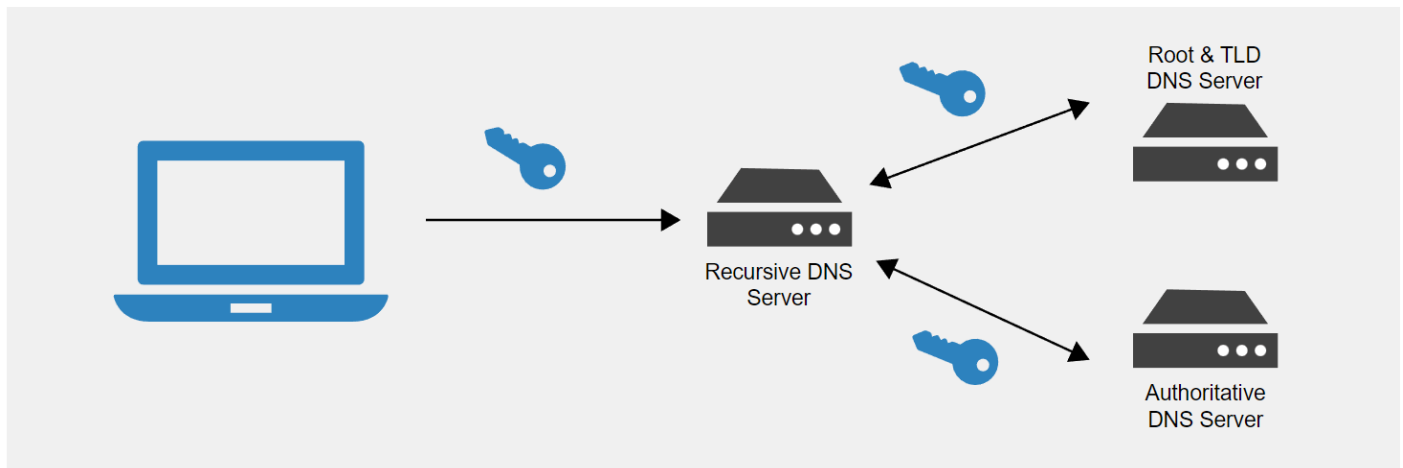 Root & TLD
DNS Server
Recursive DNS
Server
Authoritative
DNS Server